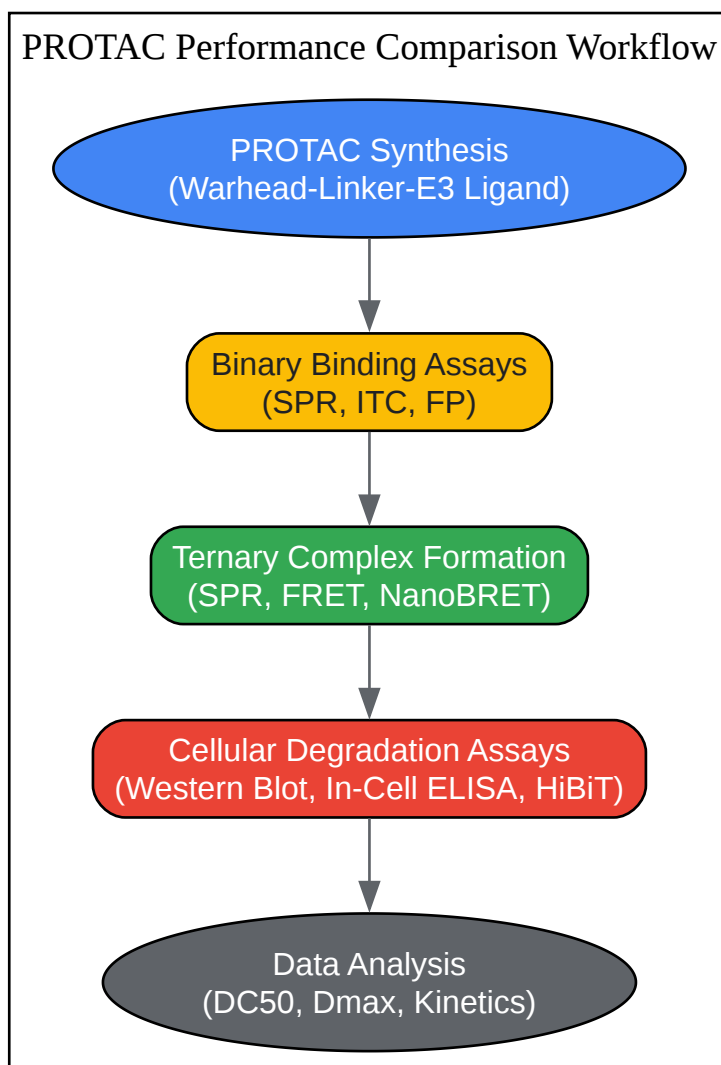 PROTAC Performance Comparison Workflow
PROTAC Synthesis
(Warhead-Linker-E3 Ligand)
Binary Binding Assays
(SPR, ITC, FP)
Ternary Complex Formation
(SPR, FRET, NanoBRET)
Cellular Degradation Assays
(Western Blot, In-Cell ELISA, HiBiT)
Data Analysis
(DC50, Dmax, Kinetics)